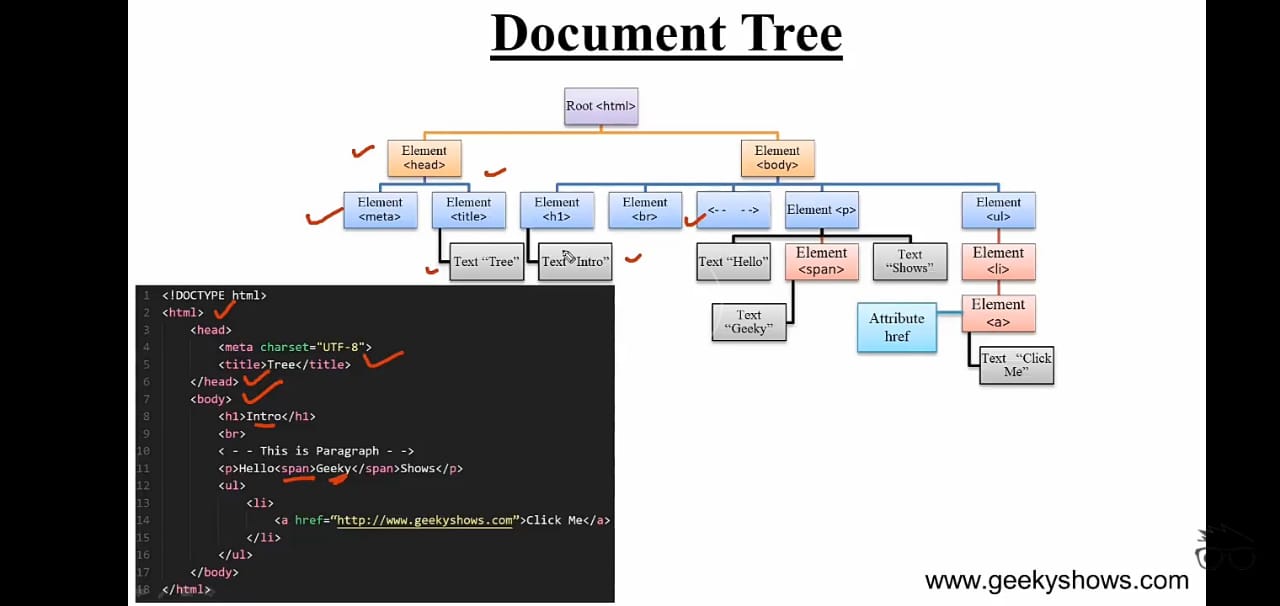 Document Tree
Root <html>
Element
<head>
Element
<body>
Element
<meta>
Element
<title>
Element
<h1>
Element
<br>
<-- -->
Element <p>
Element
<ul>
Text “Tree”
Text “Intro”
Text “Hello”
Element
<span>
Text
“Shows”
Element
<li>
Text
“Geeky”
Attribute
href
Element
<a>
Text “Click
Me”
1 <!DOCTYPE html>
2 <html>
3 <head>
4 <meta charset="UTF-8">
5 <title>Tree</title>
6 </head>
7 <body>
8 <h1>Intro</h1>
9 <br>
10 < - - This is Paragraph - ->
11 <p>Hello<span>Geeky</span>Shows</p>
12 <ul>
13 <li>
14 <a href=“http://www.geekyshows.com”>Click Me</a>
15 </li>
16 </ul>
17 </body>
18 </html>
www.geekyshows.com